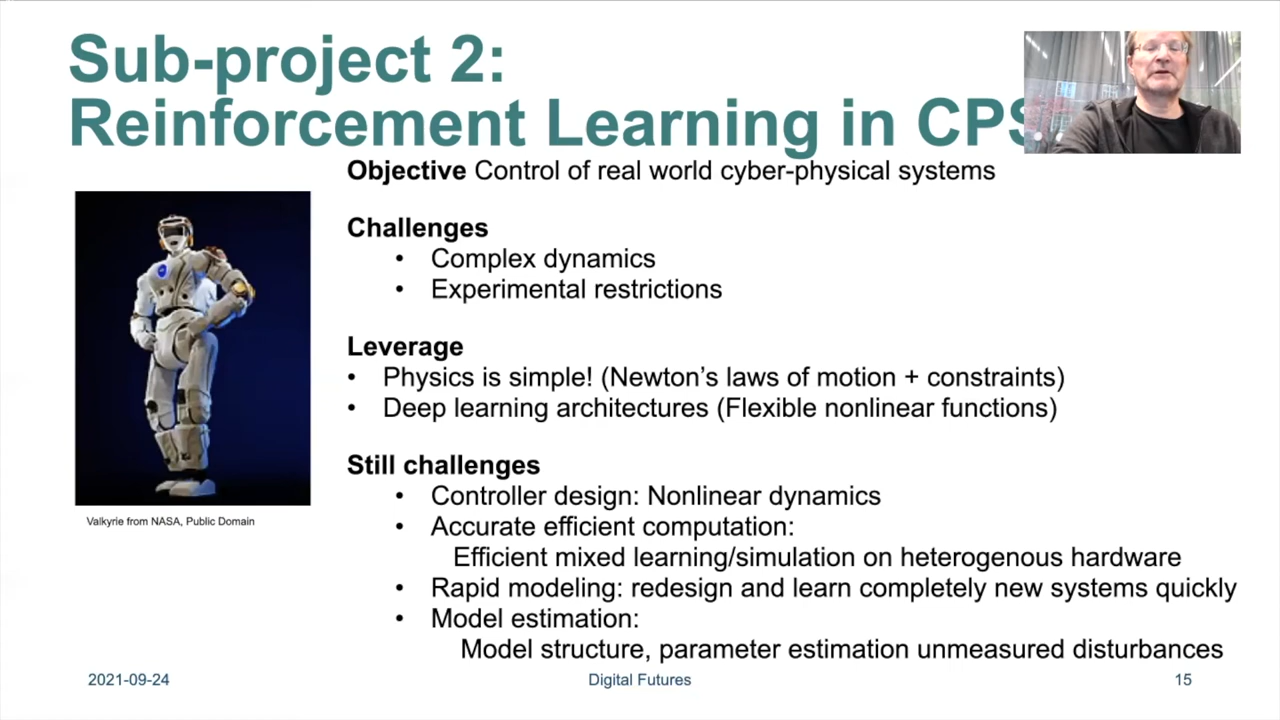 Sub-project 2:
Reinforcement Learning in CPS
Objective Control of real world cyber-physical systems
Challenges
• Complex dynamics
• Experimental restrictions
Leverage
• Physics is simple! (Newton’s laws of motion + constraints)
• Deep learning architectures (Flexible nonlinear functions)
Still challenges
• Controller design: Nonlinear dynamics
• Accurate efficient computation:
Efficient mixed learning/simulation on heterogenous hardware
• Rapid modeling: redesign and learn completely new systems quickly
• Model estimation:
Model structure, parameter estimation unmeasured disturbances
Valkyrie from NASA, Public Domain
2021-09-24
Digital Futures
15